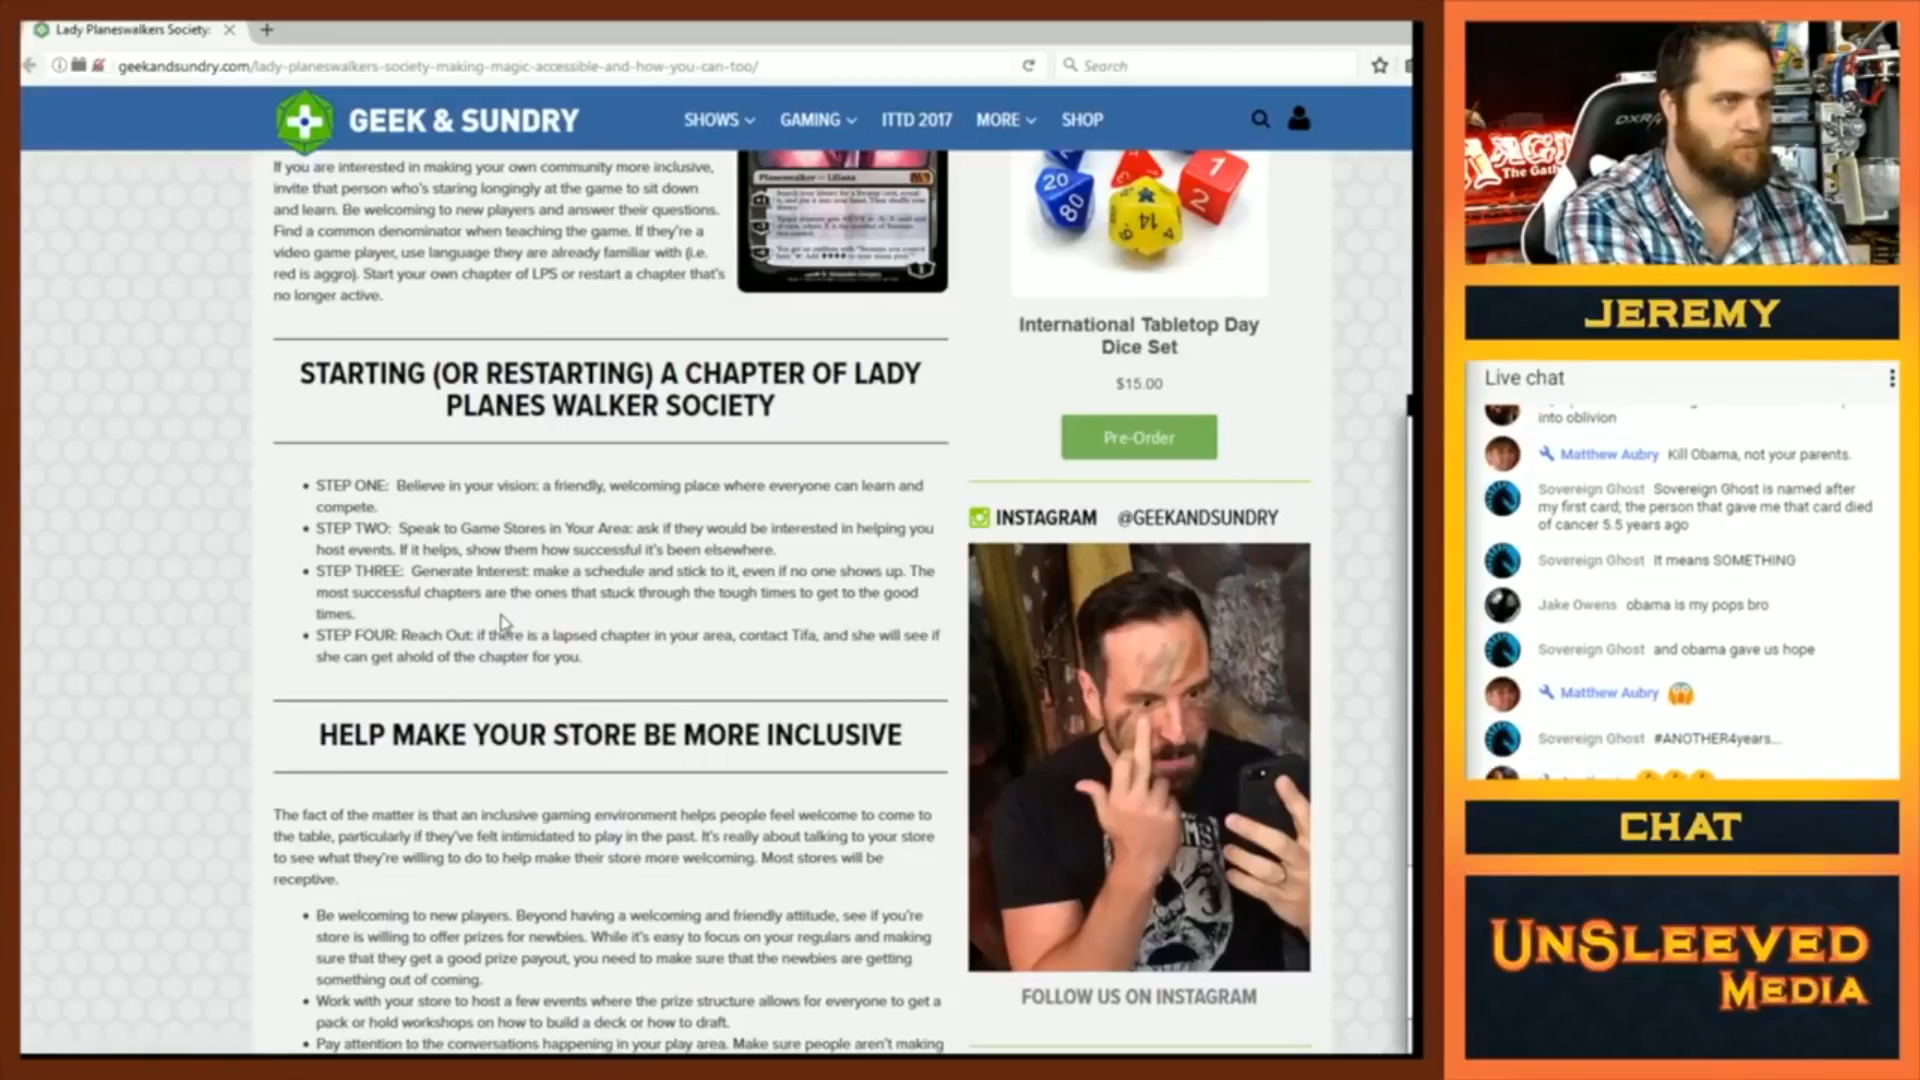 Lady Planeswalkers Society:
geekandsundry.com/lady-planeswalkers-society-making-magic-accessible-and-how-you-can-too/
Search
GEEK & SUNDRY
SHOWS
GAMING
ITTD 2017
MORE
SHOP
If you are interested in making your own community more inclusive,
invite that person who's staring longingly at the game to sit down
and learn. Be welcoming to new players and answer their questions.
Find a common denominator when teaching the game. If they're a
video game player, use language they are already familiar with (i.e.
red is aggro). Start your own chapter of LPS or restart a chapter that's
no longer active.
Planeswalker — Liliana
20
80
14
1
2
International Tabletop Day
Dice Set
$15.00
Pre-Order
STARTING (OR RESTARTING) A CHAPTER OF LADY
PLANES WALKER SOCIETY
• STEP ONE: Believe in your vision: a friendly, welcoming place where everyone can learn and
compete.
• STEP TWO: Speak to Game Stores in Your Area: ask if they would be interested in helping you
host events. If it helps, show them how successful it's been elsewhere.
• STEP THREE: Generate Interest: make a schedule and stick to it, even if no one shows up. The
most successful chapters are the ones that stuck through the tough times to get to the good
times.
• STEP FOUR: Reach Out: if there is a lapsed chapter in your area, contact Tifa, and she will see if
she can get ahold of the chapter for you.
INSTAGRAM @GEEKANDSUNDRY
FOLLOW US ON INSTAGRAM
HELP MAKE YOUR STORE BE MORE INCLUSIVE
The fact of the matter is that an inclusive gaming environment helps people feel welcome to come to
the table, particularly if they've felt intimidated to play in the past. It's really about talking to your store
to see what they're willing to do to help make their store more welcoming. Most stores will be
receptive.
• Be welcoming to new players. Beyond having a welcoming and friendly attitude, see if you're
store is willing to offer prizes for newbies. While it's easy to focus on your regulars and making
sure that they get a good prize payout, you need to make sure that the newbies are getting
something out of coming.
• Work with your store to host a few events where the prize structure allows for everyone to get a
pack or hold workshops on how to build a deck or how to draft.
• Pay attention to the conversations happening in your play area. Make sure people aren't making
DXRA
The Gath
JEREMY
Live chat
into oblivion
Matthew Aubry Kill Obama, not your parents.
Sovereign Ghost Sovereign Ghost is named after
my first card; the person that gave me that card died
of cancer 5.5 years ago
Sovereign Ghost It means SOMETHING
Jake Owens obama is my pops bro
Sovereign Ghost and obama gave us hope
Matthew Aubry
Sovereign Ghost #ANOTHER4years...
CHAT
UNSLEEVED
MEDIA